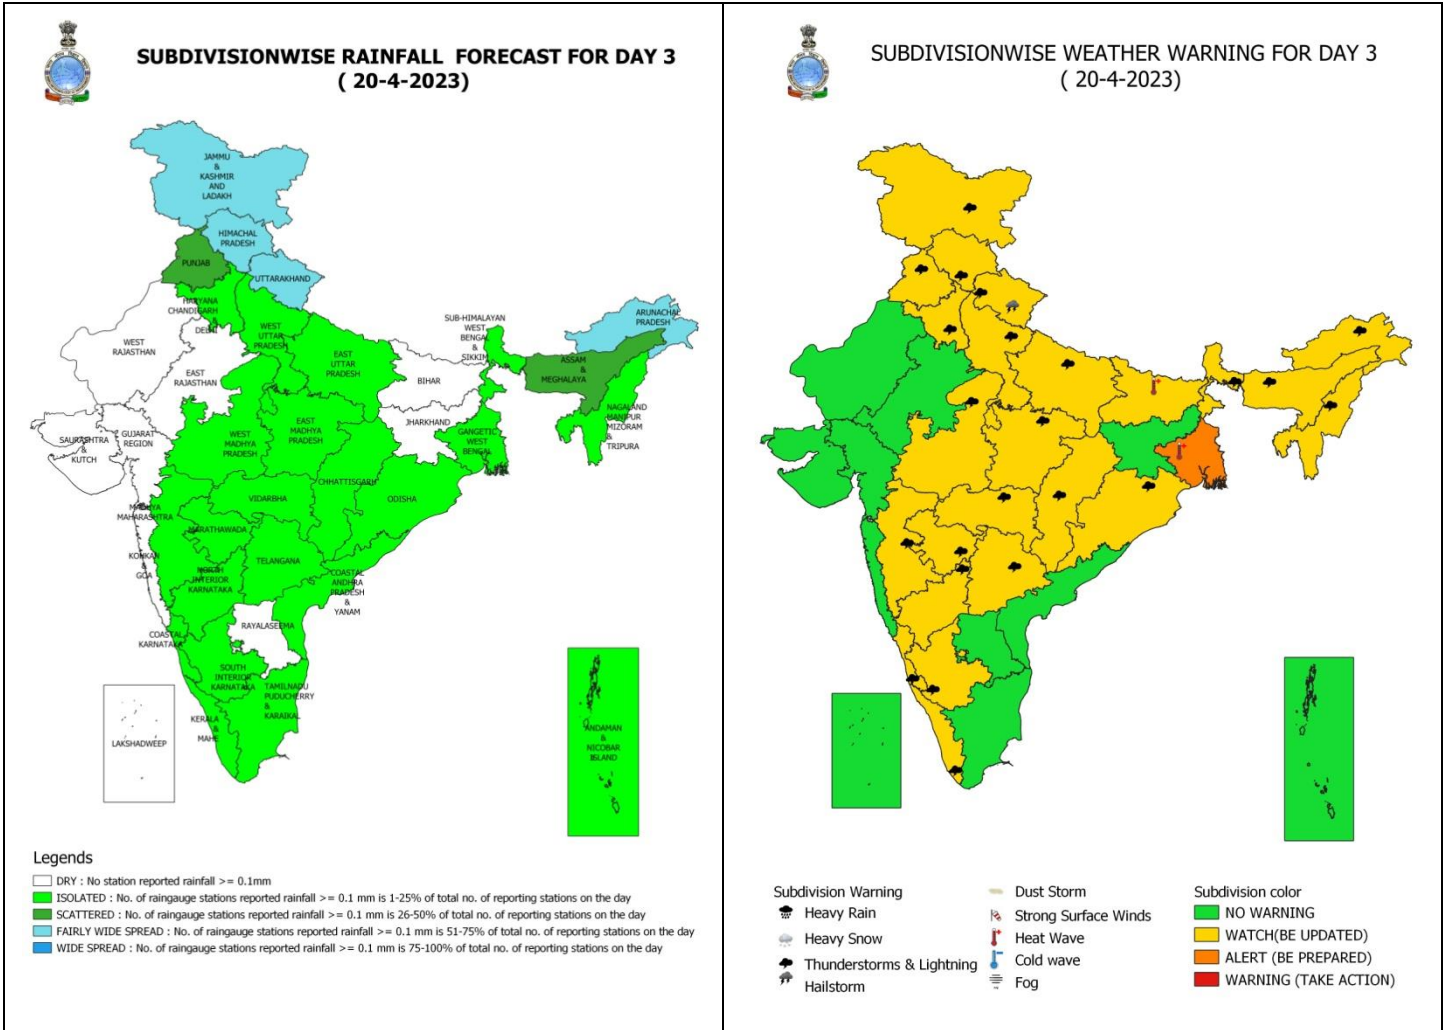 SUBDIVISIONWISE RAINFALL  FORECAST FOR DAY 3
( 20-4-2023)
JAMMU
&
KASHMIR
AND
LADAKH
HIMACHAL
PRADESH
PUNJAB
UTTARAKHAND
HARYANA
CHANDIGARH
&
DELHI
WEST
RAJASTHAN
WEST
UTTAR
PRADESH
SUB-HIMALAYAN
WEST
BENGAL
&
SIKKIM
ARUNACHAL
PRADESH
EAST
RAJASTHAN
EAST
UTTAR
PRADESH
BIHAR
ASSAM
&
MEGHALAYA
SAURASHTRA
&
KUTCH
GUJARAT
REGION
WEST
MADHYA
PRADESH
EAST
MADHYA
PRADESH
JHARKHAND
GANGETIC
WEST
BENGAL
NAGALAND
MANIPUR
MIZORAM
&
TRIPURA
CHHATTISGARH
VIDARBHA
ODISHA
MADHYA
MAHARASHTRA
MARATHAWADA
KONKAN
&
GOA
NORTH
INTERIOR
KARNATAKA
TELANGANA
COASTAL
ANDHRA
PRADESH
&
YANAM
RAYALASEEMA
COASTAL
KARNATAKA
SOUTH
INTERIOR
KARNATAKA
TAMILNADU
PUDUCHERRY
&
KARAIKAL
KERALA
&
MAHE
LAKSHADWEEP
ANDAMAN
&
NICOBAR
ISLAND
Legends
DRY : No station reported rainfall >= 0.1mm
ISOLATED : No. of raingauge stations reported rainfall >= 0.1 mm is 1-25% of total no. of reporting stations on the day
SCATTERED : No. of raingauge stations reported rainfall >= 0.1 mm is 26-50% of total no. of reporting stations on the day
FAIRLY WIDE SPREAD : No. of raingauge stations reported rainfall >= 0.1 mm is 51-75% of total no. of reporting stations on the day
WIDE SPREAD : No. of raingauge stations reported rainfall >= 0.1 mm is 75-100% of total no. of reporting stations on the day
SUBDIVISIONWISE WEATHER WARNING FOR DAY 3
( 20-4-2023)
Subdivision Warning
Heavy Rain
Heavy Snow
Thunderstorms & Lightning
Hailstorm
Dust Storm
Strong Surface Winds
Heat Wave
Cold wave
Fog
Subdivision color
NO WARNING
WATCH(BE UPDATED)
ALERT (BE PREPARED)
WARNING (TAKE ACTION)